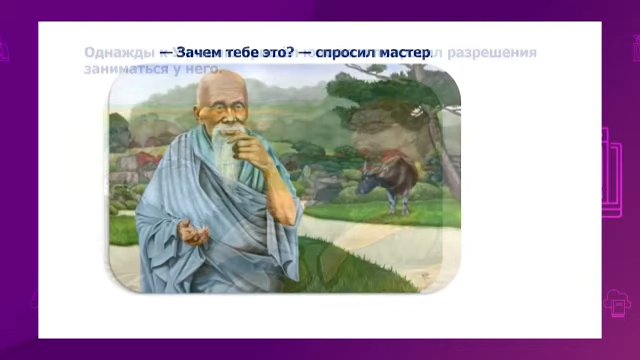 — Зачем тебе это? — спросил мастер
Однажды к разрешения
заниматься у него.